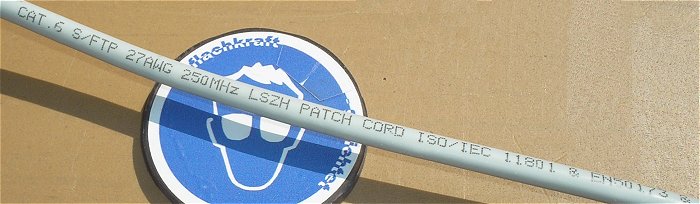 CAT.6 S/FTP 27AWG 250MHz LSZH PATCH CORD ISO/IEC 11801 & EN50173 &
flachkraft